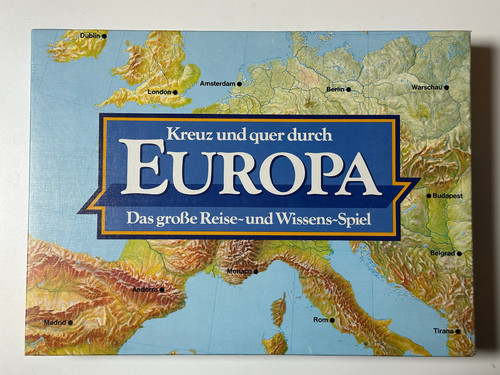 Dublin
London
Amsterdam
Berlin
Warschau
Kreuz und quer durch
EUROPA
Das große Reise- und Wissens-Spiel
Budapest
Belgrad
Monaco
Andorra
Madrid
Rom
Tirana